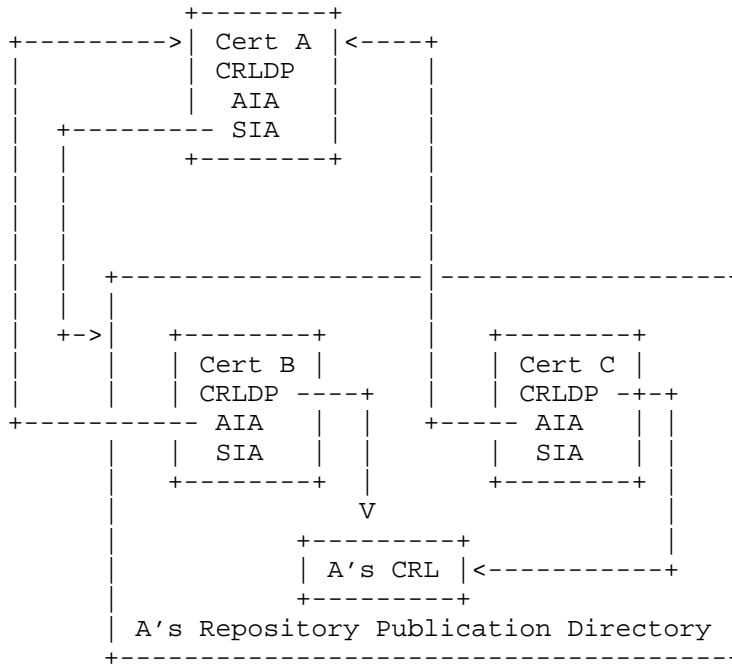 Cert A
CRLDP
AIA
SIA
Cert B
Cert C
CRLDP
CRLDP
AIA
AIA
SIA
SIA
V
A's CRL
A's Repository Publication Directory